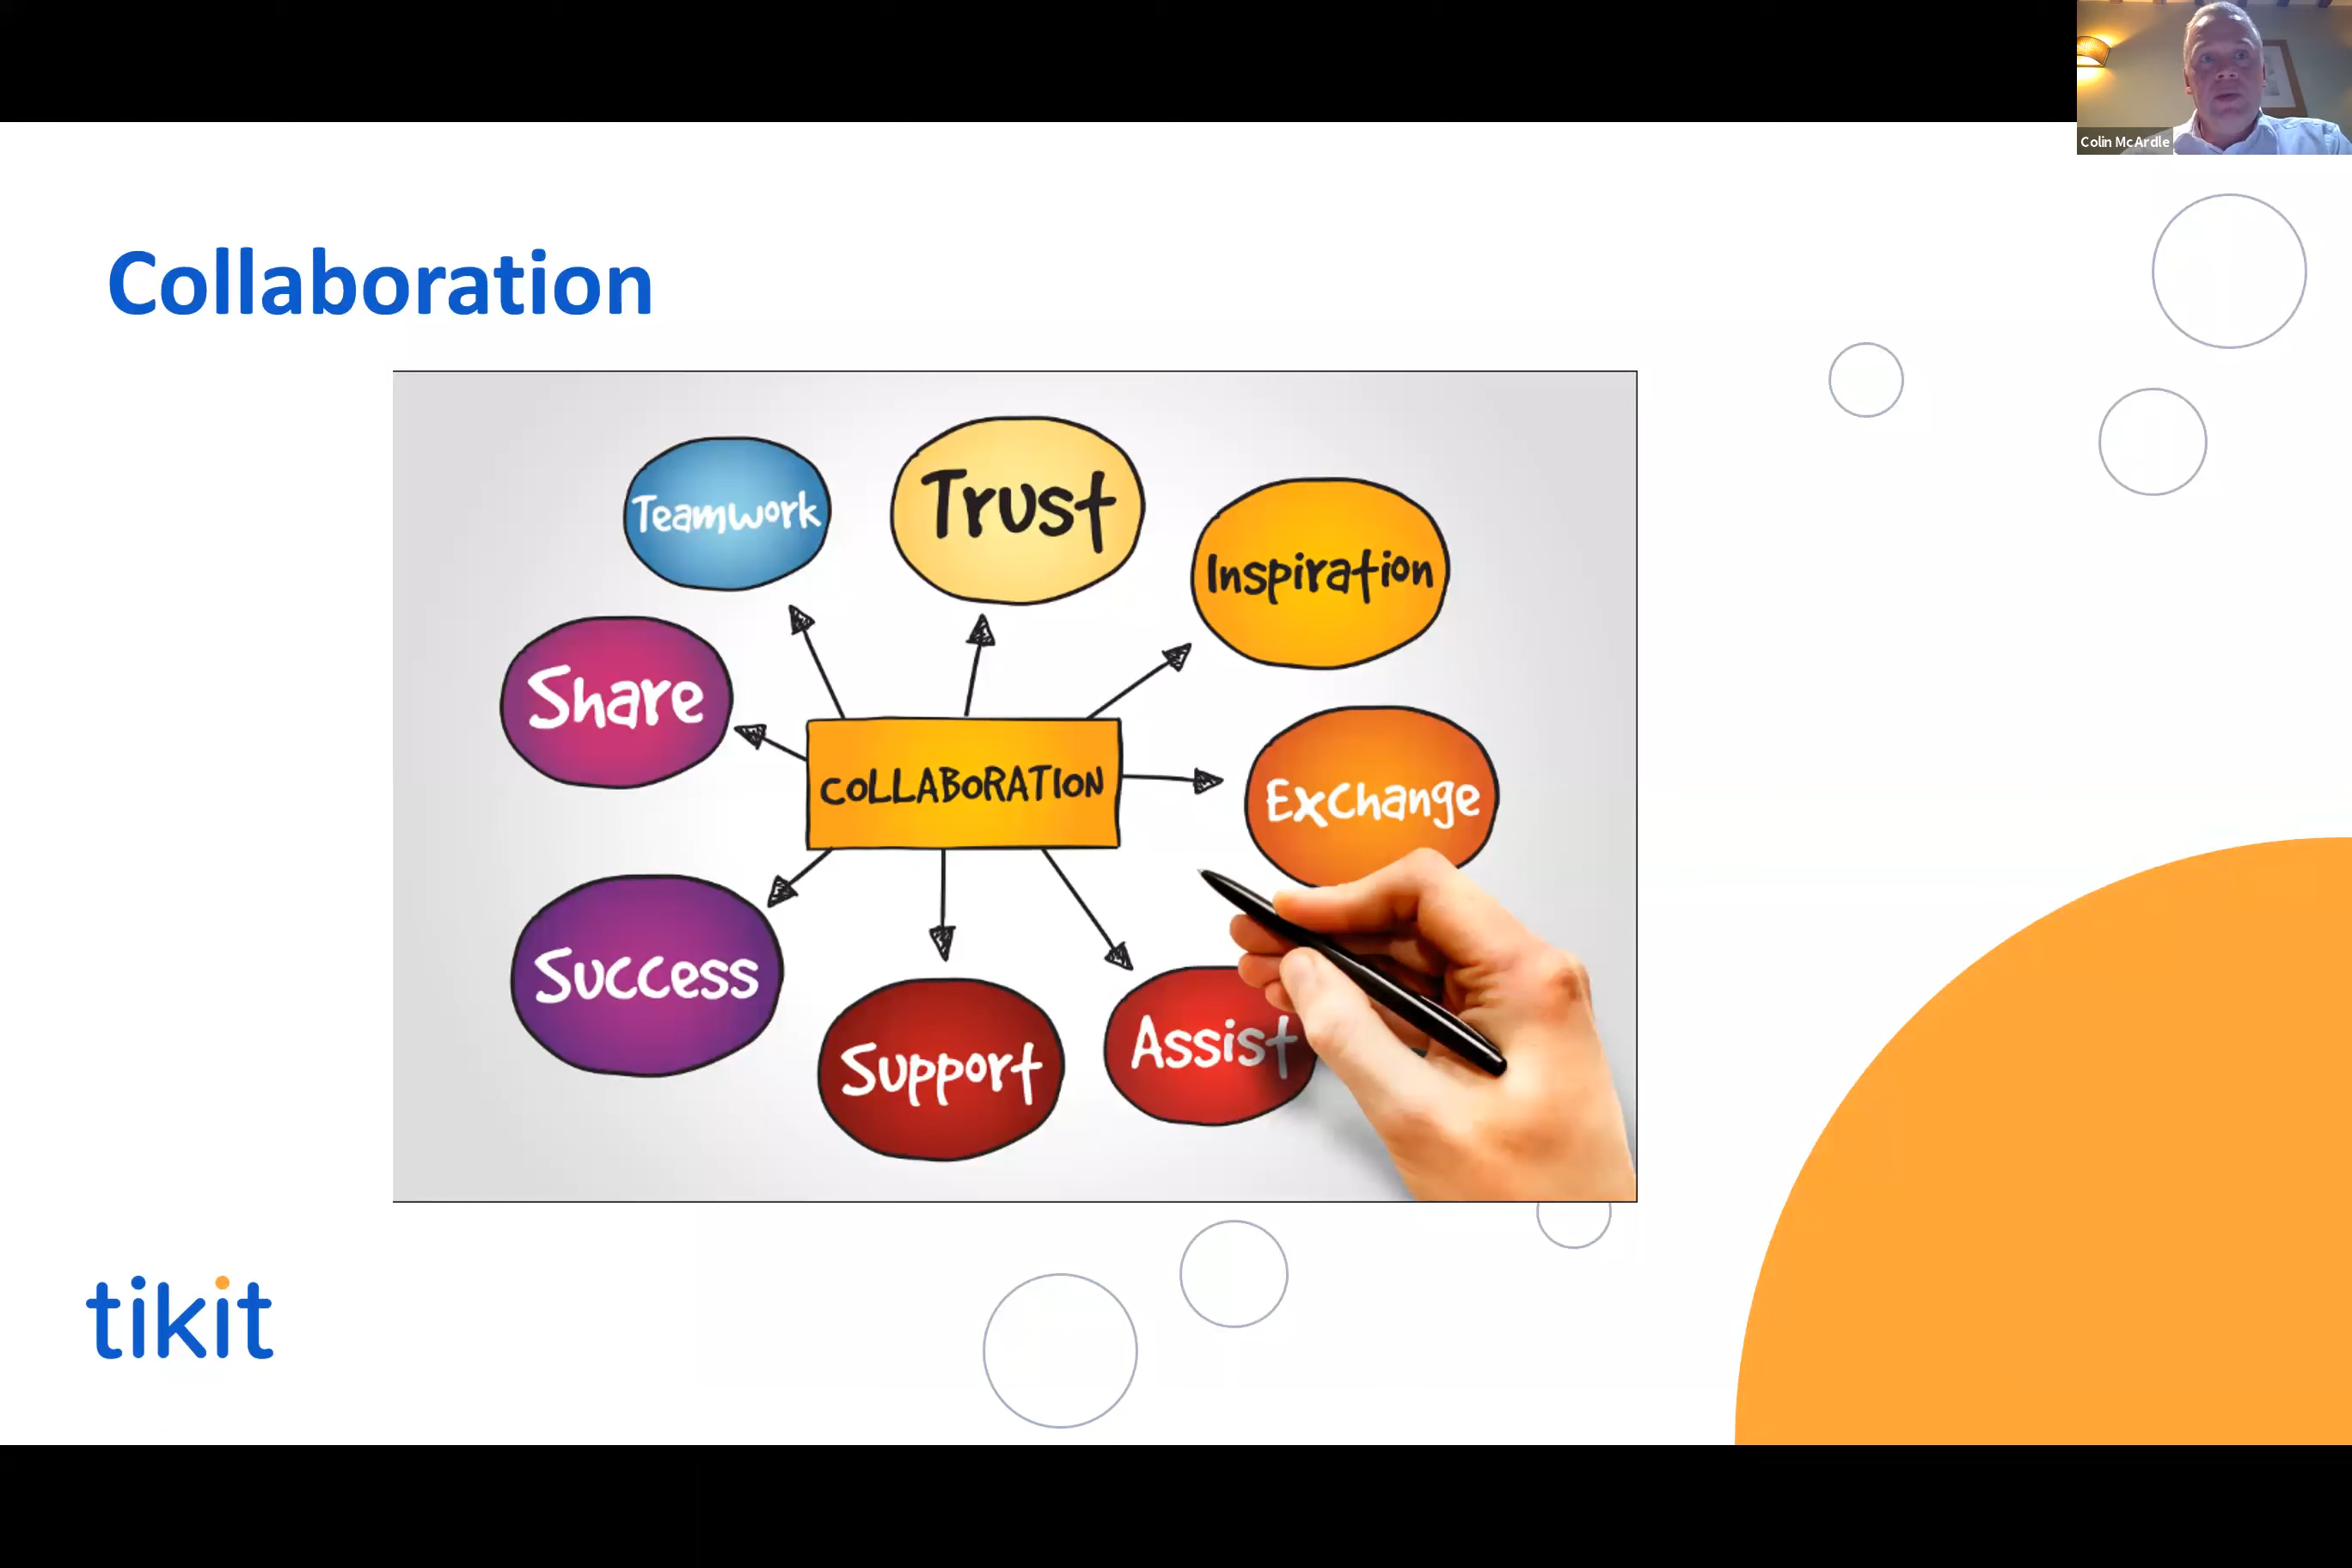 Colin McArdle
Collaboration
Teamwork
Trust
Inspiration
Share
COLLABORATION
Exchange
Success
Support
Assist
tikit